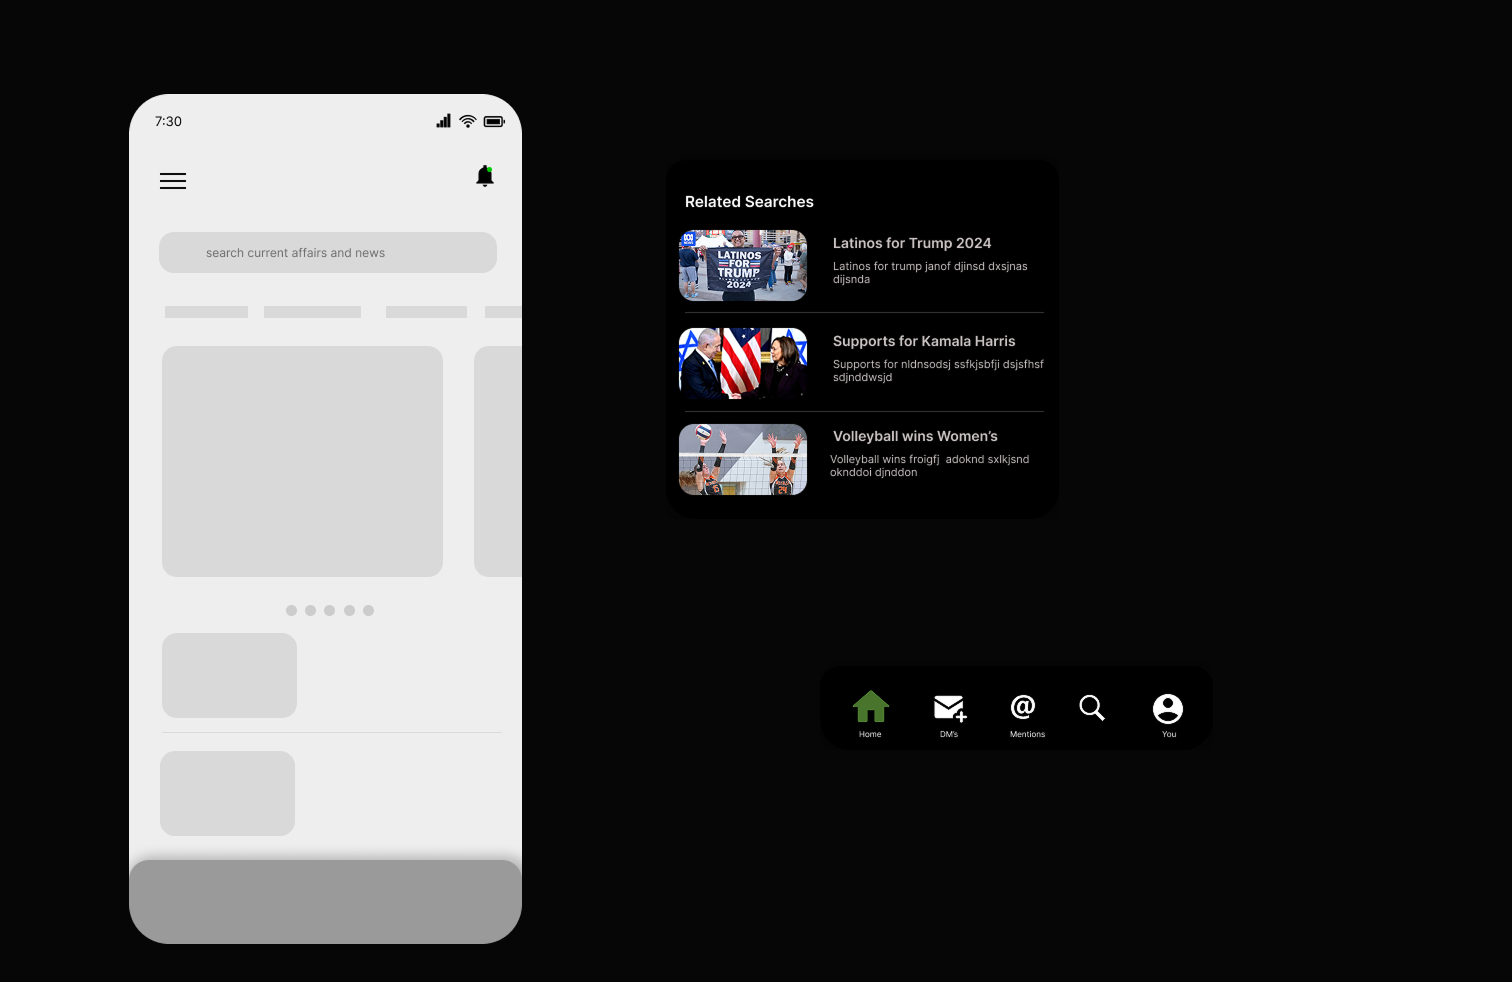 7:30
search current affairs and news
Related Searches
LATINOS
FOR
TRUMP
2024
Latinos for Trump 2024
Latinos for trump janof djinsd dxsjnas
dijsnda
Supports for Kamala Harris
Supports for nldnsodsj ssfkjsbfji dsjsfhsf
sdjnddwsjd
Volleyball wins Women's
Volleyball wins froigfj  adoknd sxlkjsnd
oknddoi djnddon
Home
DM's
Mentions
You